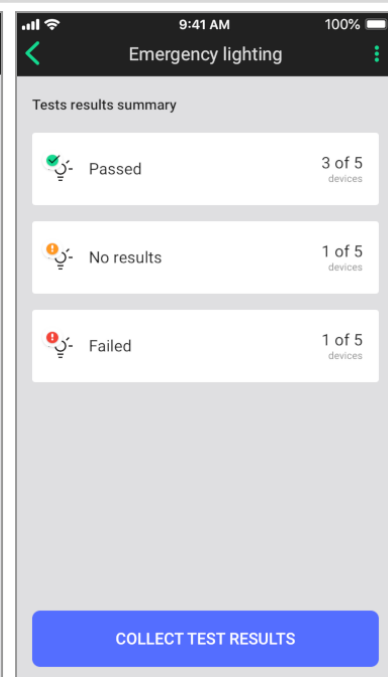 9:41 AM 100%
Emergency lighting
Tests results summary
Passed 3 of 5
devices
No results 1 of 5
devices
Failed 1 of 5
devices
COLLECT TEST RESULTS